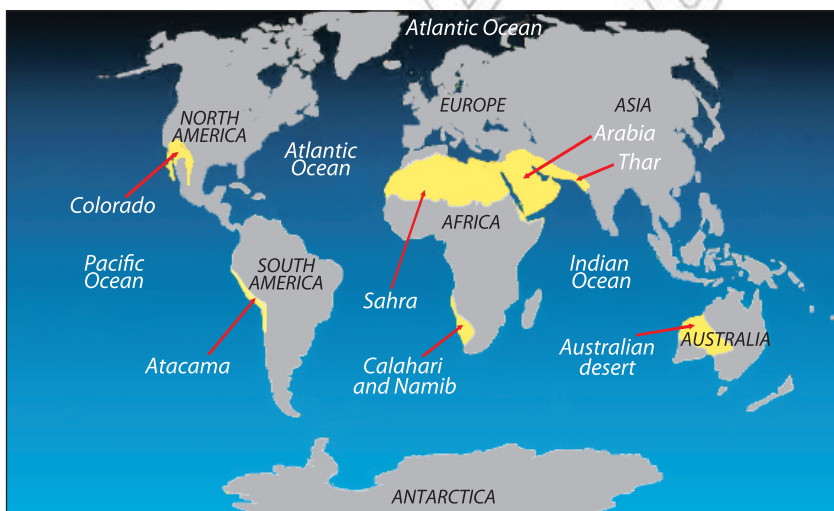 Atlantic Ocean
NORTH
AMERICA
EUROPE
ASIA
Arabia
Thar
Atlantic
Ocean
Colorado
AFRICA
Pacific
Ocean
SOUTH
AMERICA
Indian
Ocean
Sahra
Atacama
Calahari
and Namib
Australian
desert
AUSTRALIA
ANTARCTICA